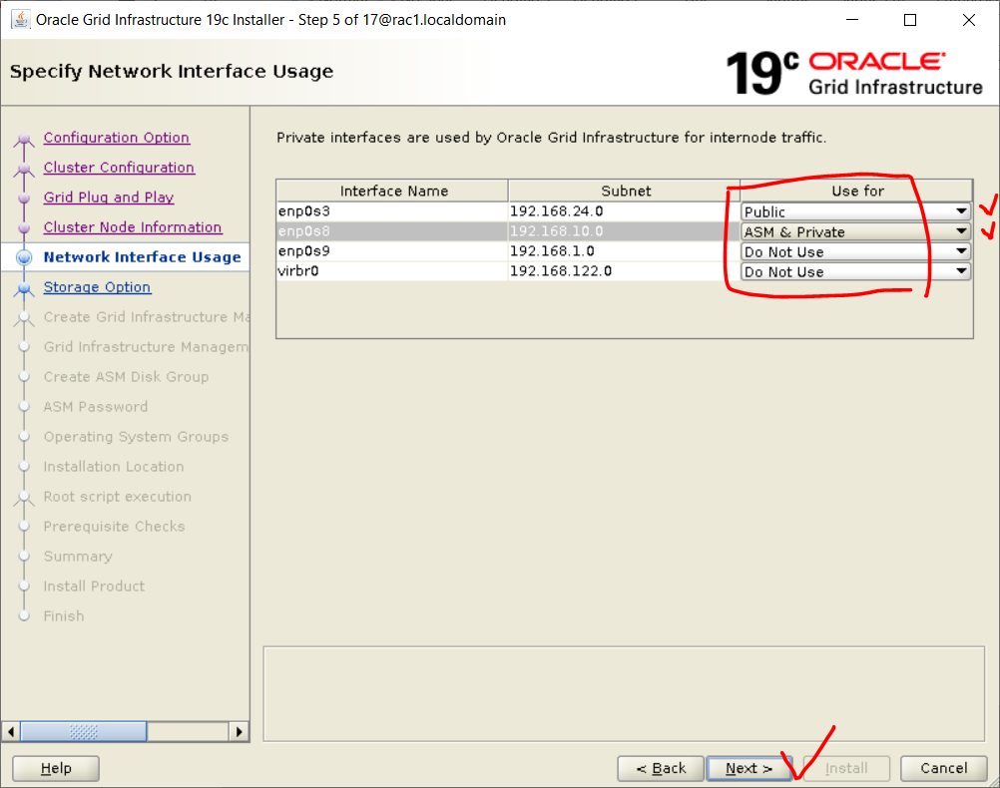 Oracle Grid Infrastructure 19c Installer - Step 5 of 17@rac1.localdomain
Specify Network Interface Usage
19c ORACLE
Grid Infrastructure
Configuration Option
Cluster Configuration
Grid Plug and Play
Cluster Node Information
Network Interface Usage
Storage Option
Create Grid Infrastructure Ma
Grid Infrastructure Managem
Create ASM Disk Group
ASM Password
Operating System Groups
Installation Location
Root script execution
Prerequisite Checks
Summary
Install Product
Finish
Private interfaces are used by Oracle Grid Infrastructure for internode traffic.
Interface Name Subnet Use for
enp0s3 192.168.24.0 Public
enp0s8 192.168.10.0 ASM & Private
enp0s9 192.168.1.0 Do Not Use
virbr0 192.168.122.0 Do Not Use
Help < Back Next > Install Cancel